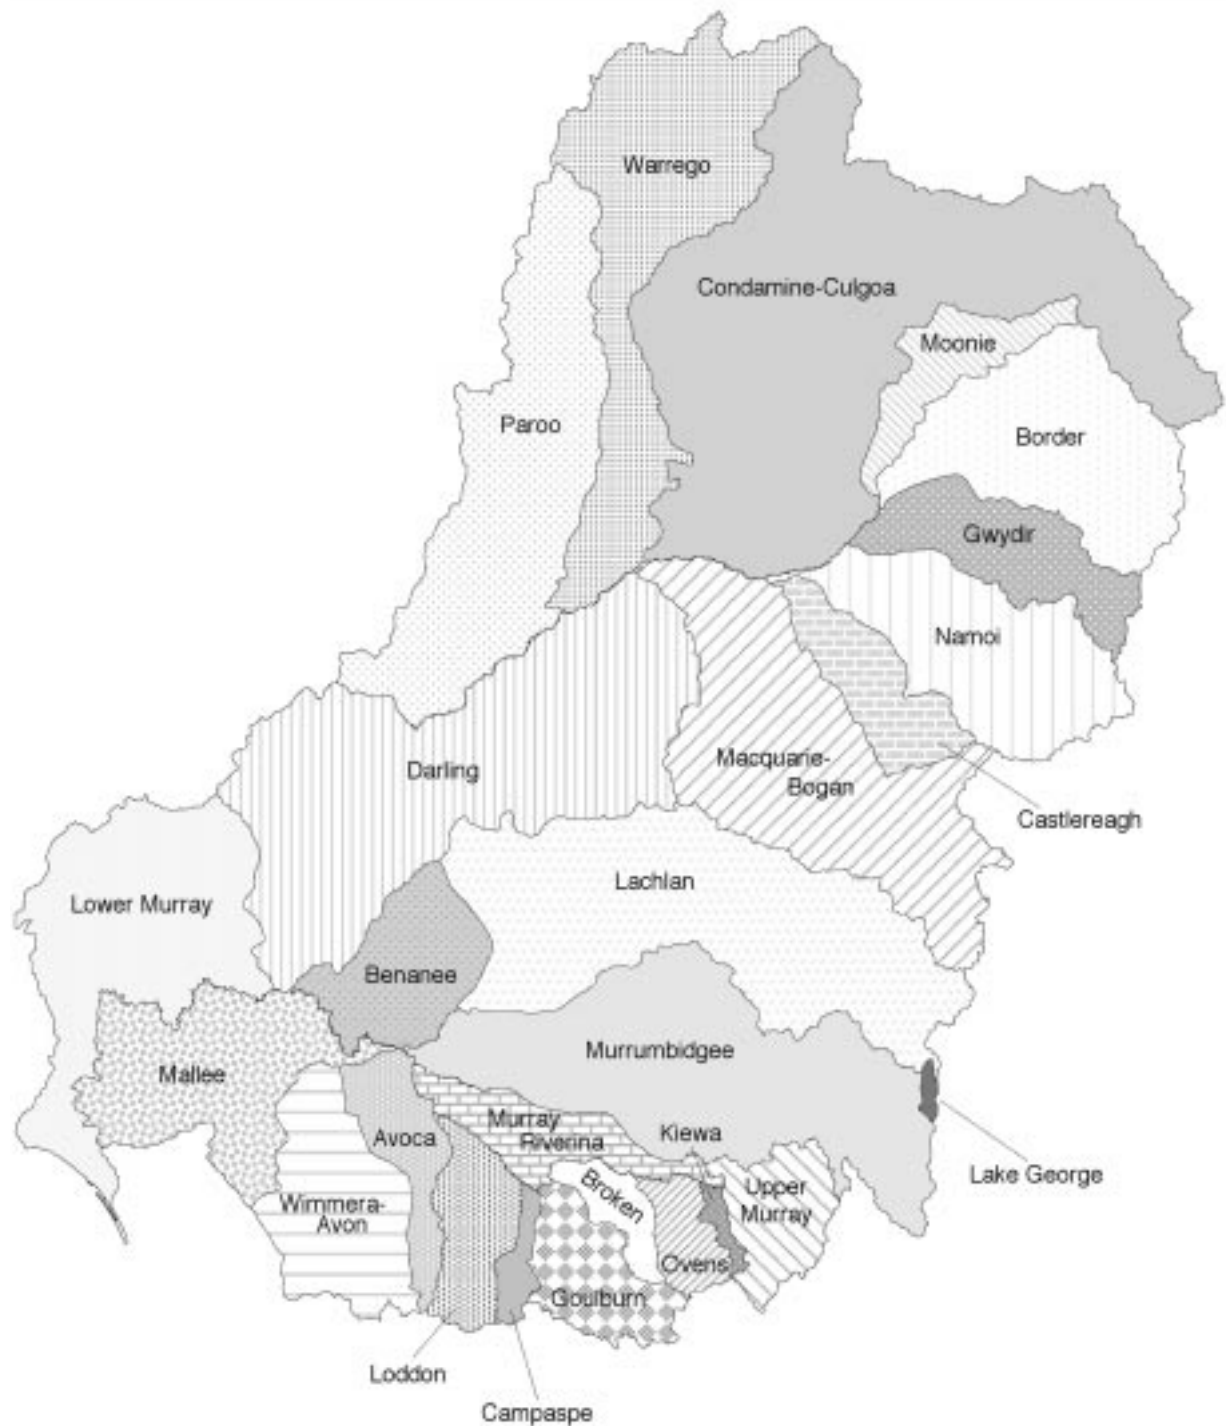 Warrego
Condamine-Culgoa
Moonie
Paroo
Border
Gwydir
Namoi
Darling
Macquarie-
Bogan
Castlereagh
Lachlan
Lower Murray
Benanee
Murrumbidgee
Mallee
Murray
Riverina
Kiewa
Avoca
Lake George
Broken
Upper
Murray
Wimmera-
Avon
Ovens
Goulburn
Loddon
Campaspe